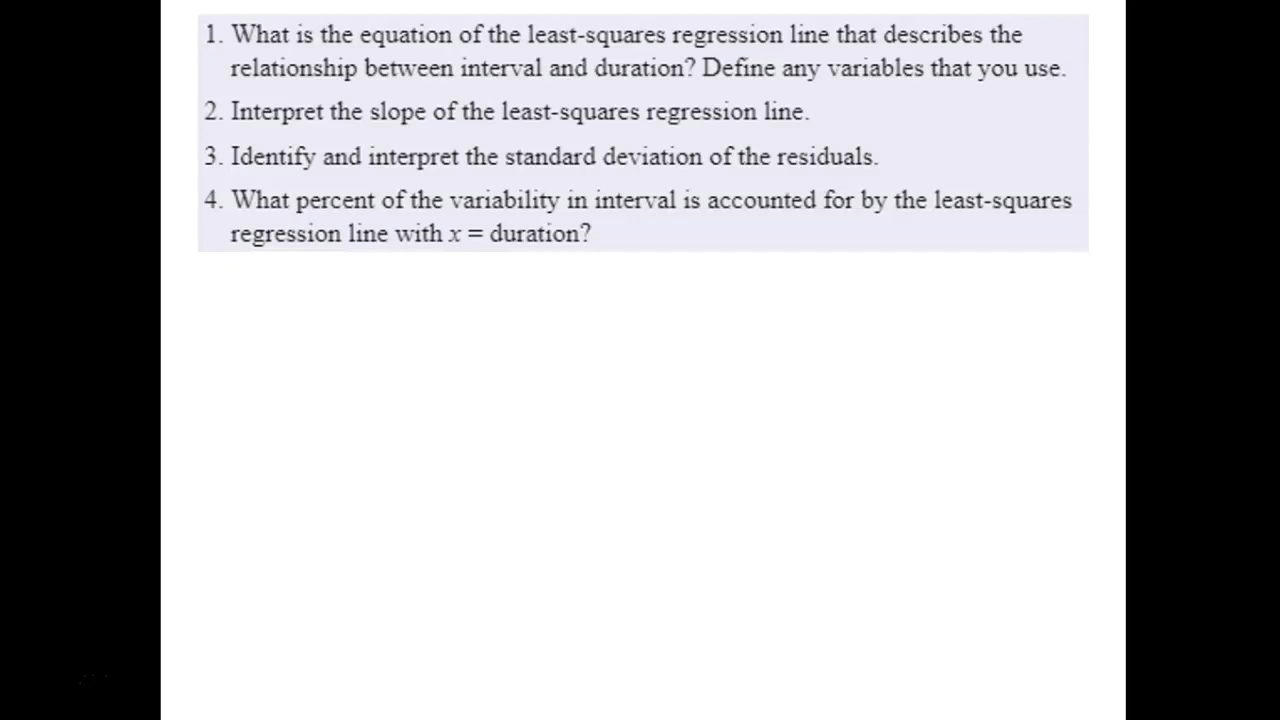 1. What is the equation of the least-squares regression line that describes the
relationship between interval and duration? Define any variables that you use.
2. Interpret the slope of the least-squares regression line.
3. Identify and interpret the standard deviation of the residuals.
4. What percent of the variability in interval is accounted for by the least-squares
regression line with x = duration?